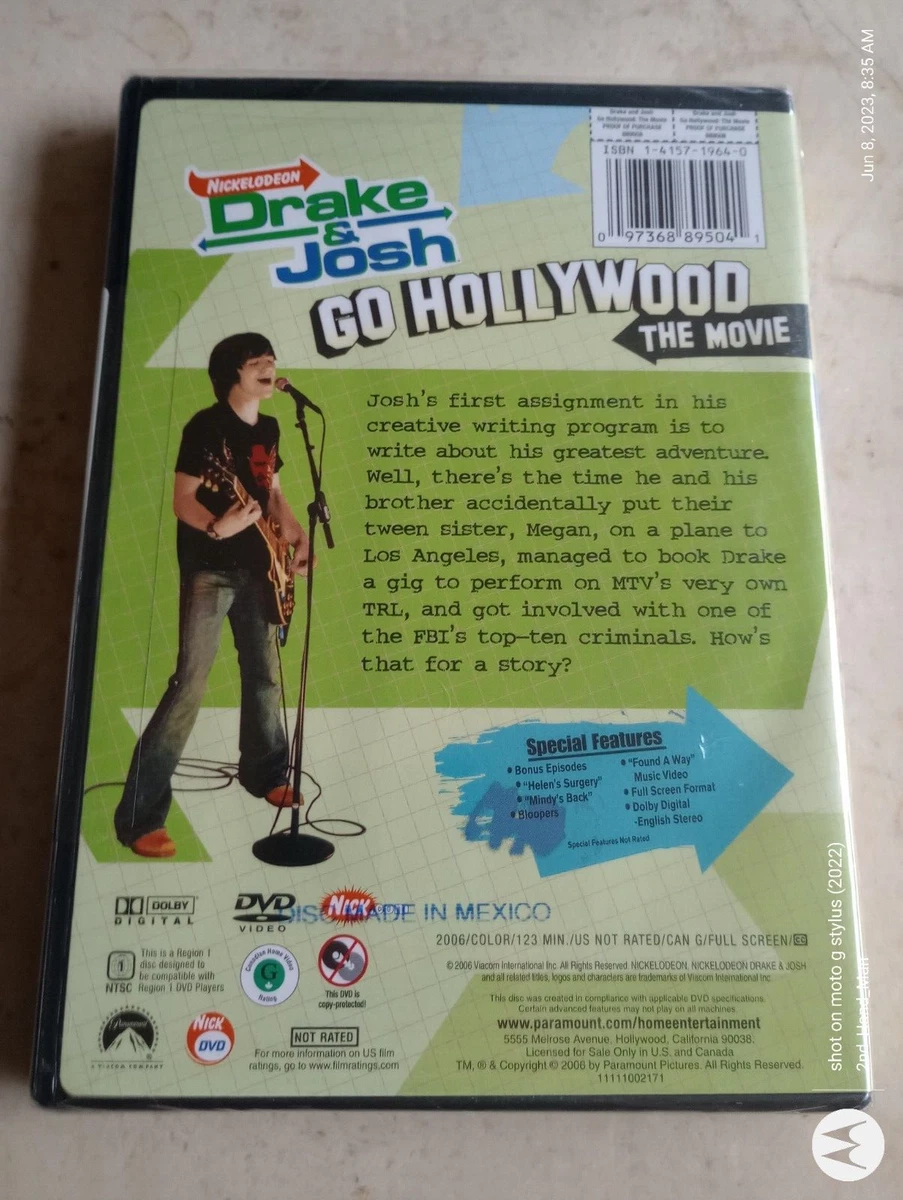 Drake and Josh Drake and Josh
Go Hollywood: The Movie Go Hollywood: The Movie
PROOF OF PURCHASE PROOF OF PURCHASE
ISBN 1-4157-1964-0
0 97368 89504 1
NICKELODEON
Drake
&
Josh
GO HOLLYWOOD
THE MOVIE
Josh's first assignment in his
creative writing program is to
write about his greatest adventure.
Well, there's the time he and his
brother accidentally put their
tween sister, Megan, on a plane to
Los Angeles, managed to book Drake
a gig to perform on MTV's very own
TRL, and got involved with one of
the FBI's top-ten criminals. How's
that for a story?
Special Features
• Bonus Episodes
• "Helen's Surgery"
• "Mindy's Back"
• Bloopers
• "Found A Way"
Music Video
• Full Screen Format
• Dolby Digital
-English Stereo
Special Features Not Rated
DOLBY
DIGITAL
DVD
VIDEO
NICK
DISC MADE IN MEXICO
2006/COLOR/123 MIN./US NOT RATED/CAN G/FULL SCREEN/CC
1
NTSC
This is a Region 1
disc designed to
be compatible with
Region 1 DVD Players
Canadian Home Video
G
Rating
This DVD is
copy-protected!
© 2006 Viacom International Inc. All Rights Reserved. NICKELODEON, NICKELODEON DRAKE & JOSH
and all related titles, logos and characters are trademarks of Viacom International Inc.
This disc was created in compliance with applicable DVD specifications.
Certain advanced features may not play on all machines.
www.paramount.com/homeentertainment
5555 Melrose Avenue. Hollywood, California 90038.
Licensed for Sale Only in U.S. and Canada
TM, ® & Copyright © 2006 by Paramount Pictures. All Rights Reserved.
11111002171
Paramount
A VIACOM COMPANY
NICK
DVD
NOT RATED
For more information on US film
ratings, go to www.filmratings.com
Jun 8, 2023, 8:35 AM
shot on moto g stylus (2022)
2nd_Hand_Man